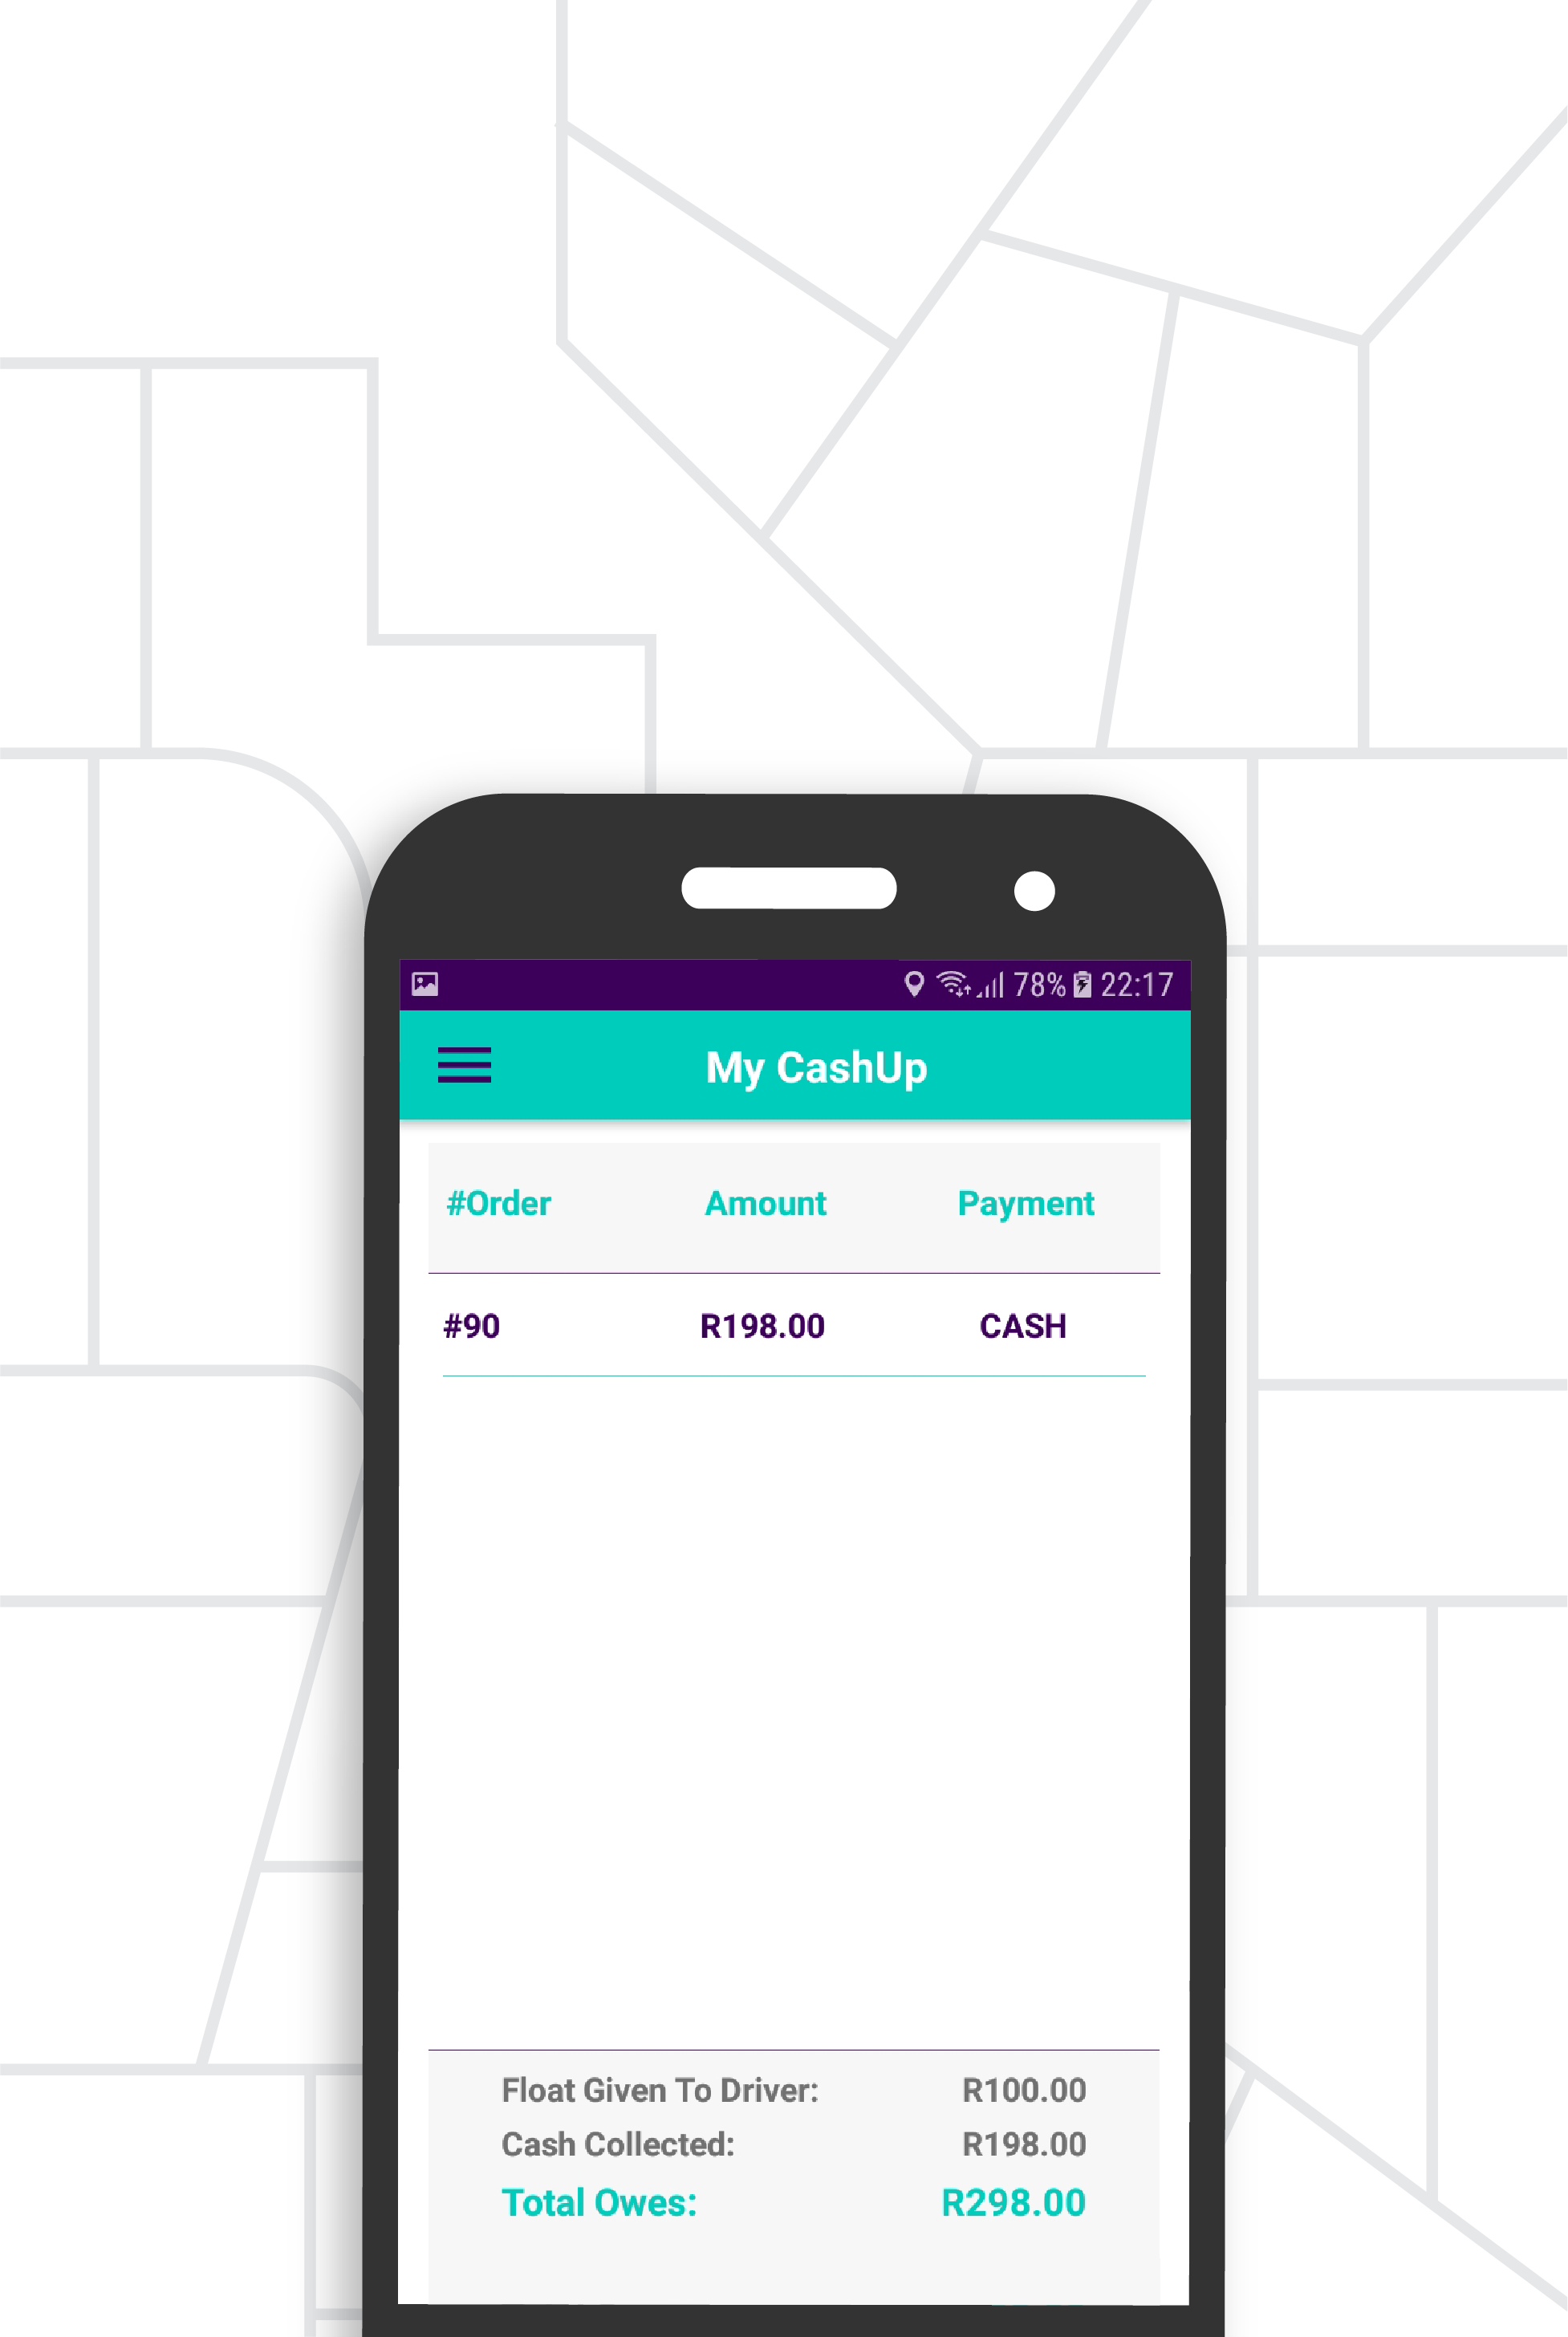 78% 22:17
My CashUp
#Order Amount Payment
#90 R198.00 CASH
Float Given To Driver: R100.00
Cash Collected: R198.00
Total Owes: R298.00